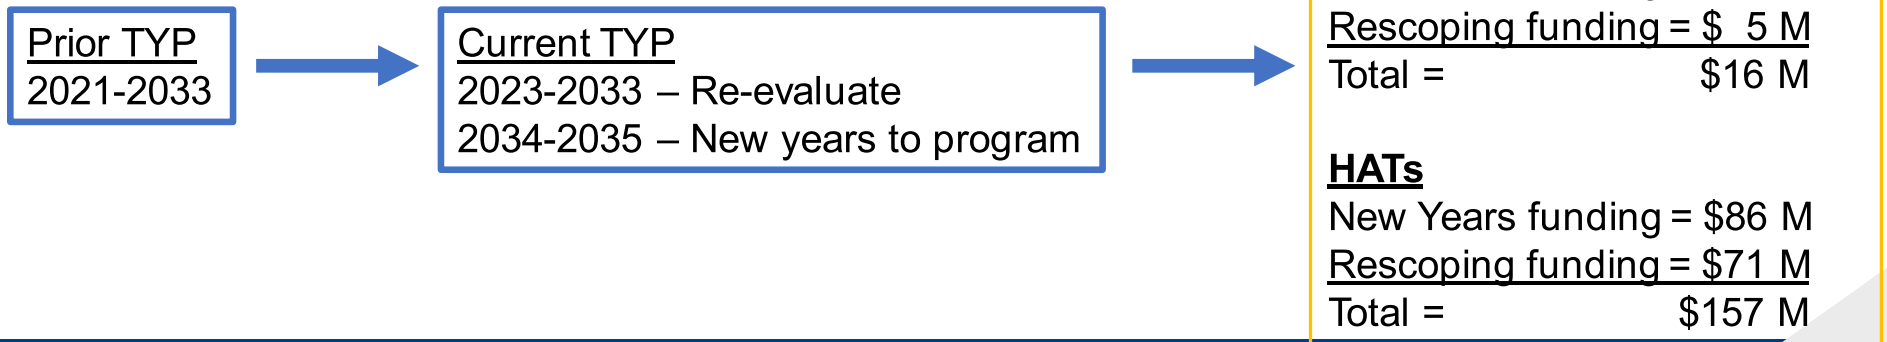 Prior TYP
2021-2033
Current TYP
2023-2033 – Re-evaluate
2034-2035 – New years to program
Rescoping funding = $ 5 M
Total = $16 M
HATs
New Years funding = $86 M
Rescoping funding = $71 M
Total = $157 M